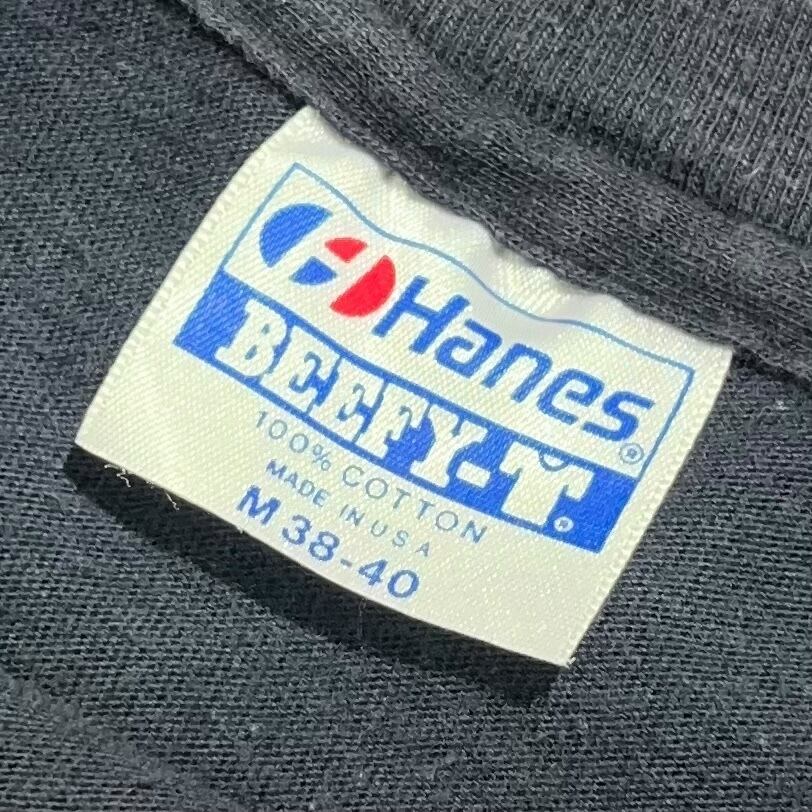 Hanes®
BEEFY-T®
100% COTTON
MADE IN USA
M 38-40